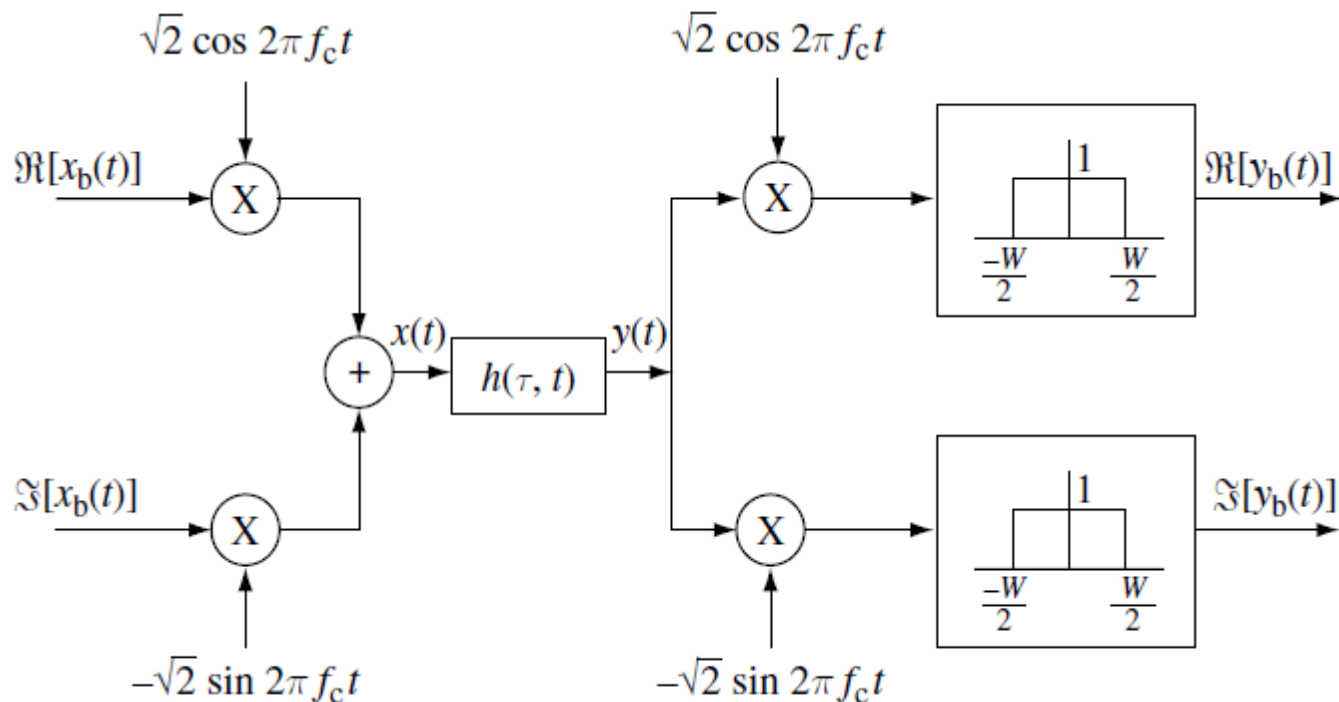 √2 cos 2πf_c t
√2 cos 2πf_c t
ℜ[x_b(t)]
X
X
1
−W/2
W/2
ℜ[y_b(t)]
+
x(t)
h(τ, t)
y(t)
ℑ[x_b(t)]
X
X
1
−W/2
W/2
ℑ[y_b(t)]
−√2 sin 2πf_c t
−√2 sin 2πf_c t